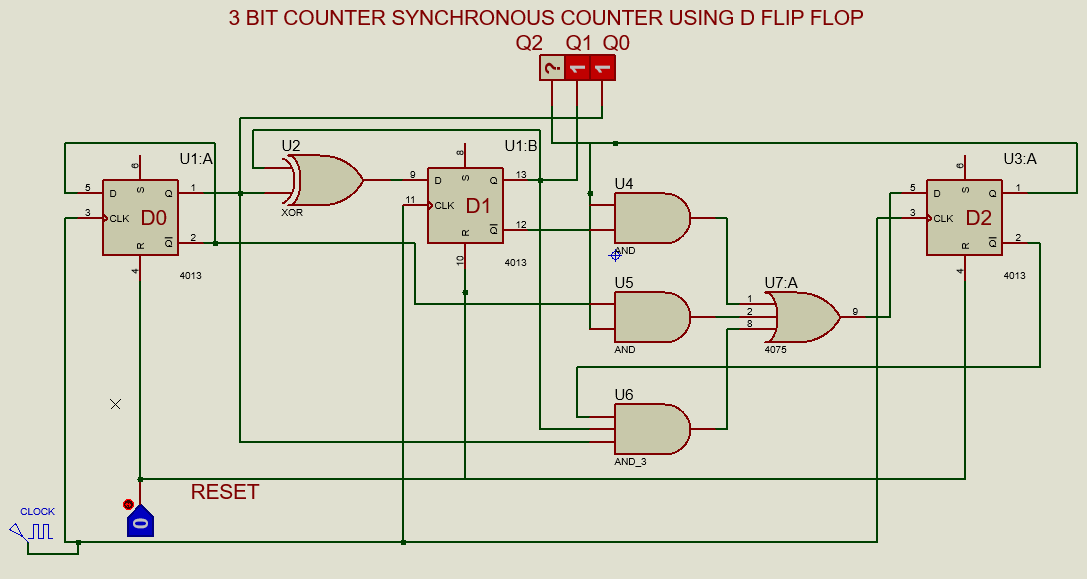 3 BIT COUNTER SYNCHRONOUS COUNTER USING D FLIP FLOP
Q2 Q1 Q0
? 1 1
U1:A
6
5 D S Q 1
3 CLK D0
R Q 2
4
4013
U2
XOR
U1:B
8
9 D S Q 13
11 CLK D1
R Q 12
10
4013
U4
AND
U5
AND
U6
AND_3
U7:A
1
2
8
9
4075
U3:A
6
5 D S Q 1
3 CLK D2
R Q 2
4
4013
RESET
0
CLOCK